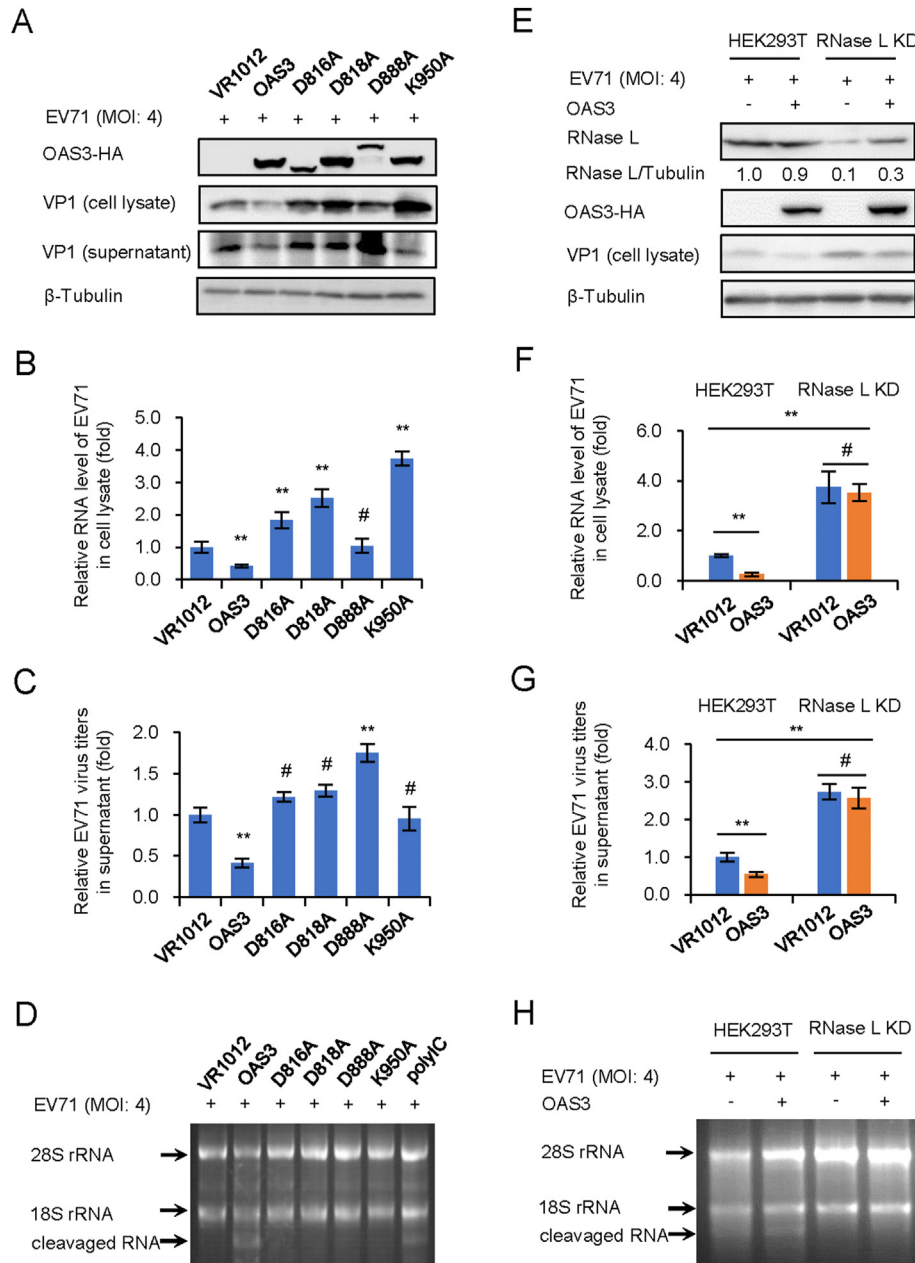 A
VR1012 OAS3 D816A D818A D888A K950A
EV71 (MOI: 4) + + + + + +
OAS3-HA
VP1 (cell lysate)
VP1 (supernatant)
β-Tubulin
B
Relative RNA level of EV71
in cell lysate (fold)
5.0
4.0
3.0
2.0
1.0
0.0
** ** ** # **
VR1012 OAS3 D816A D818A D888A K950A
C
Relative EV71 virus titers
in supernatant (fold)
2.0
1.5
1.0
0.5
0.0
** # # ** #
VR1012 OAS3 D816A D818A D888A K950A
D
VR1012 OAS3 D816A D818A D888A K950A polyIC
EV71 (MOI: 4) + + + + + + +
28S rRNA
18S rRNA
cleavaged RNA
E
HEK293T RNase L KD
EV71 (MOI: 4) + + + +
OAS3 - + - +
RNase L
RNase L/Tubulin 1.0 0.9 0.1 0.3
OAS3-HA
VP1 (cell lysate)
β-Tubulin
F
HEK293T RNase L KD
Relative RNA level of EV71
in cell lysate (fold)
6.0
4.0
2.0
0.0
**
** #
VR1012 OAS3 VR1012 OAS3
G
HEK293T RNase L KD
Relative EV71 virus titers
in supernatant (fold)
4.0
3.0
2.0
1.0
0.0
**
** #
VR1012 OAS3 VR1012 OAS3
H
HEK293T RNase L KD
EV71 (MOI: 4) + + + +
OAS3 - + - +
28S rRNA
18S rRNA
cleavaged RNA